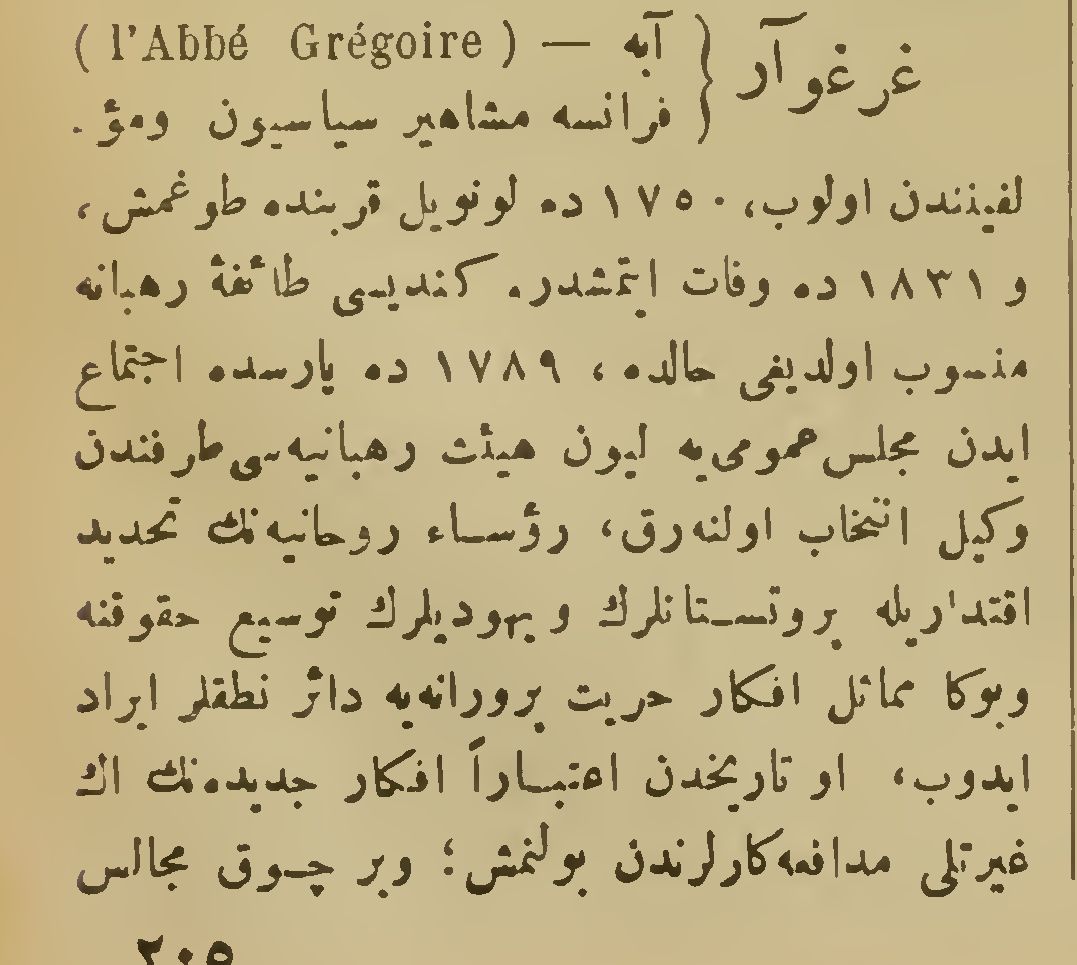 غرغوآر { آبه — (l'Abbé Grégoire)
فرانسه مشاهیر سیاسیون ومؤ.
لفیندن اولوب، ۱۷۵۰ ده لونویل قربنده طوغمش،
و ۱۸۳۱ ده وفات ایتمشدر. کندیسی طائفهٔ رهبانه
منسوب اولدیغی حالده، ۱۷۸۹ ده پارسده اجتماع
ایدن مجلس عمومی‌یه لیون هیئت رهبانیه‌سی طرفندن
وکیل انتخاب اولنه‌رق، رؤساء روحانیه‌نك تحدید
اقتداریله پروتستانلرك و یهودیلرك توسیع حقوقنه
وبوکا مماثل افکار حریت پرورانه‌یه دائر نطقلر ایراد
ایدوب، او تاریخدن اعتباراً افکار جدیده‌نك اك
غیرتلی مدافعه‌کارلرندن بولنمش؛ وبر چوق مجالس
۲۰۵